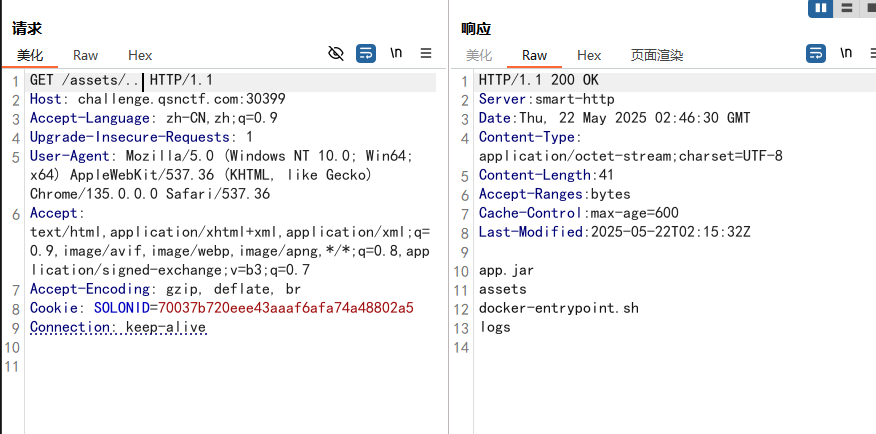 请求
美化 Raw Hex \n
1 GET /assets/.. HTTP/1.1
2 Host: challenge.qsnctf.com:30399
3 Accept-Language: zh-CN,zh;q=0.9
4 Upgrade-Insecure-Requests: 1
5 User-Agent: Mozilla/5.0 (Windows NT 10.0; Win64;
x64) AppleWebKit/537.36 (KHTML, like Gecko)
Chrome/135.0.0.0 Safari/537.36
6 Accept:
text/html,application/xhtml+xml,application/xml;q=
0.9,image/avif,image/webp,image/apng,*/*;q=0.8,app
lication/signed-exchange;v=b3;q=0.7
7 Accept-Encoding: gzip, deflate, br
8 Cookie: SOLONID=70037b720eee43aaaf6afa74a48802a5
9 Connection: keep-alive
10
11
响应
美化 Raw Hex 页面渲染 \n
1 HTTP/1.1 200 OK
2 Server:smart-http
3 Date:Thu, 22 May 2025 02:46:30 GMT
4 Content-Type:
application/octet-stream;charset=UTF-8
5 Content-Length:41
6 Accept-Ranges:bytes
7 Cache-Control:max-age=600
8 Last-Modified:2025-05-22T02:15:32Z
9
10 app.jar
11 assets
12 docker-entrypoint.sh
13 logs
14